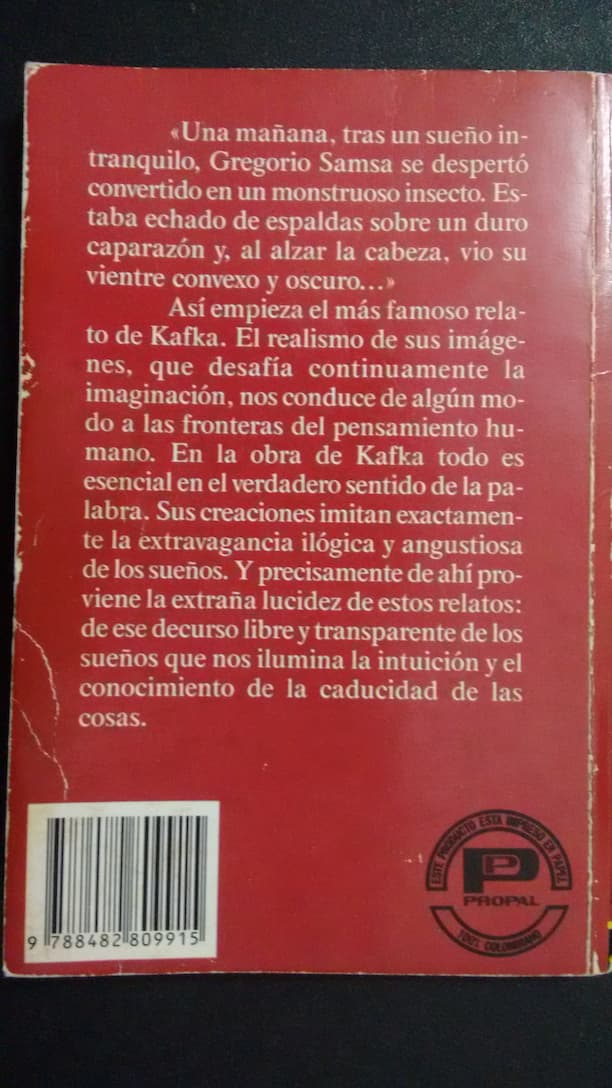 «Una mañana, tras un sueño in-
tranquilo, Gregorio Samsa se despertó
convertido en un monstruoso insecto. Es-
taba echado de espaldas sobre un duro
caparazón y, al alzar la cabeza, vio su
vientre convexo y oscuro...»
Así empieza el más famoso rela-
to de Kafka. El realismo de sus imáge-
nes, que desafía continuamente la
imaginación, nos conduce de algún mo-
do a las fronteras del pensamiento hu-
mano. En la obra de Kafka todo es
esencial en el verdadero sentido de la pa-
labra. Sus creaciones imitan exactamen-
te la extravagancia ilógica y angustiosa
de los sueños. Y precisamente de ahí pro-
viene la extraña lucidez de estos relatos:
de ese decurso libre y transparente de los
sueños que nos ilumina la intuición y el
conocimiento de la caducidad de las
cosas.
ESTE PRODUCTO ESTA IMPRESO EN PAPEL
P
PROPAL
100% COLOMBIANO
9 788482 809915